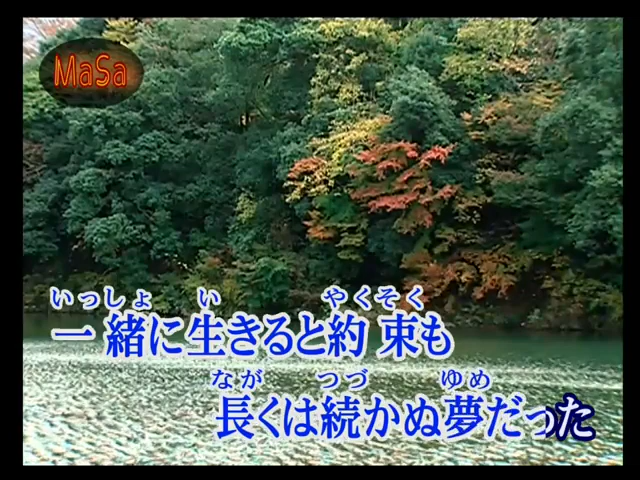 MaSa
いっしょ い やくそく
一緒に生きると約束も
なが つづ ゆめ
長くは続かぬ夢だった